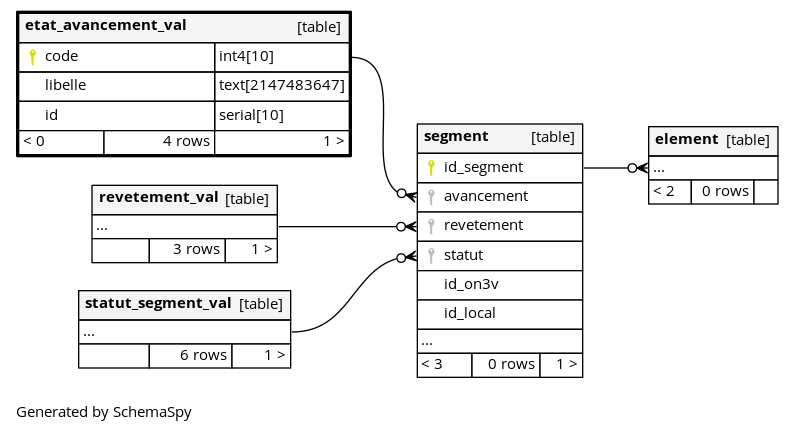 etat_avancement_val [table]
code int4[10]
libelle text[2147483647]
id serial[10]
< 0 4 rows 1 >
revetement_val [table]
...
3 rows 1 >
statut_segment_val [table]
...
6 rows 1 >
segment [table]
id_segment
avancement
revetement
statut
id_on3v
id_local
...
< 3 0 rows 1 >
element [table]
...
< 2 0 rows
Generated by SchemaSpy